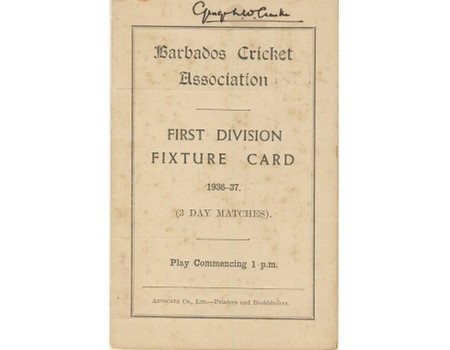 Barbados Cricket
Association
FIRST DIVISION
FIXTURE CARD
1936-37.
(3 DAY MATCHES).
Play Commencing 1 p.m.
ADVOCATE CO., LTD.—Printers and Bookbinders.